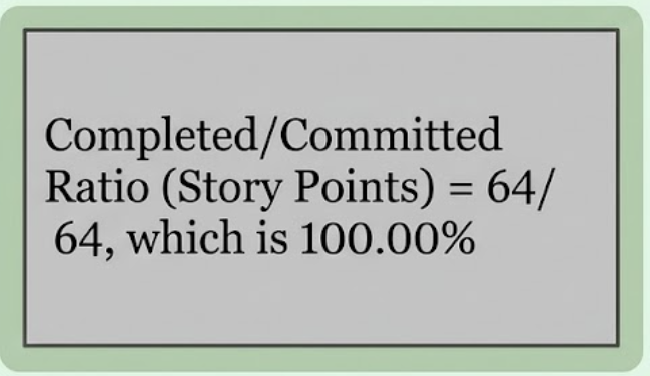 Completed/Committed
Ratio (Story Points) = 64/
64, which is 100.00%